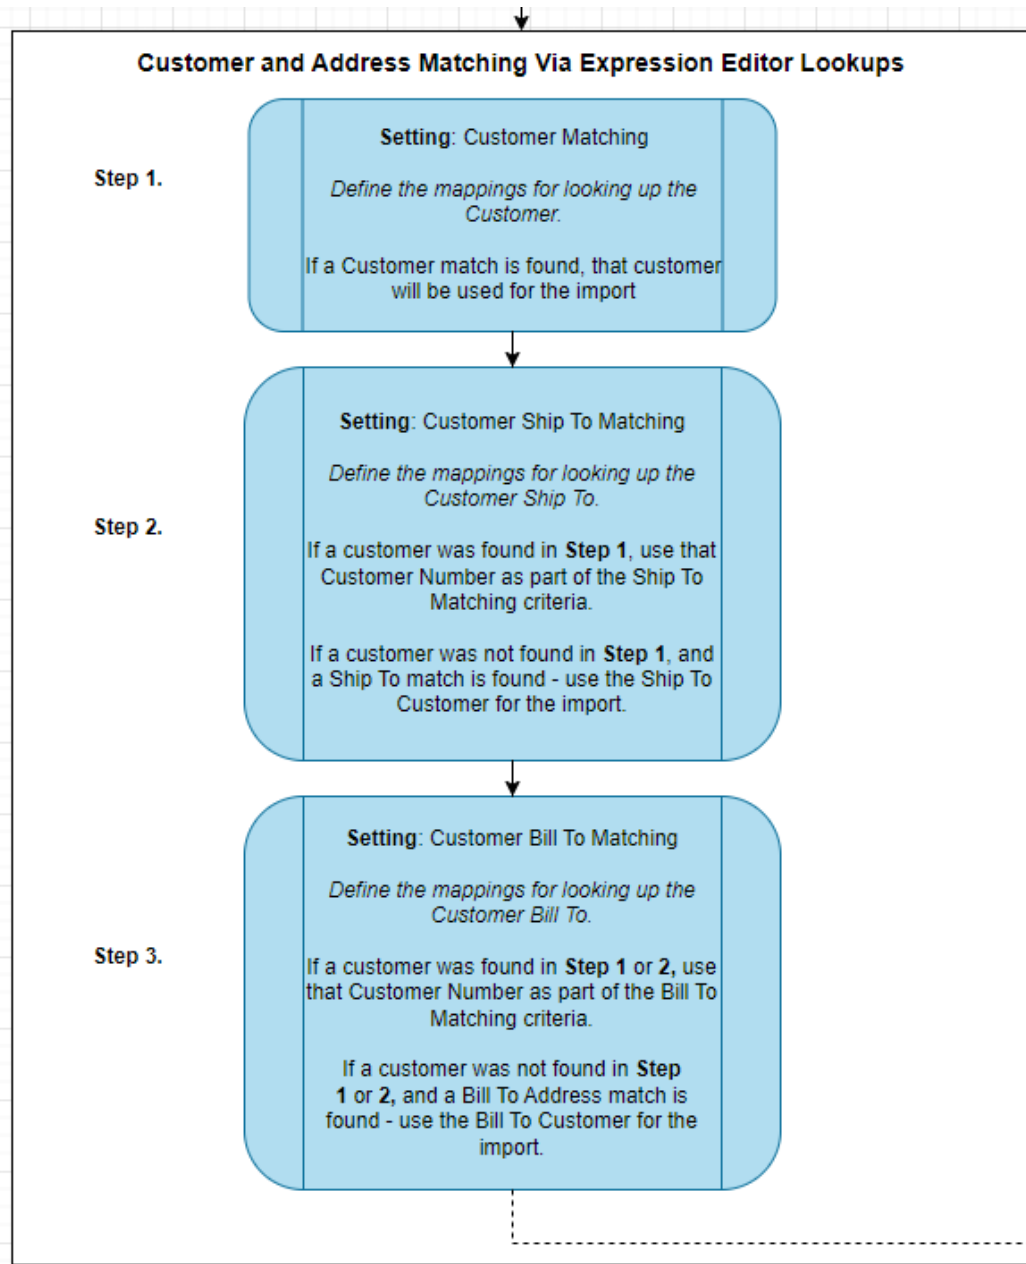 Customer and Address Matching Via Expression Editor Lookups
Step 1.
Setting: Customer Matching
Define the mappings for looking up the
Customer.
If a Customer match is found, that customer
will be used for the import
Step 2.
Setting: Customer Ship To Matching
Define the mappings for looking up the
Customer Ship To.
If a customer was found in Step 1, use that
Customer Number as part of the Ship To
Matching criteria.
If a customer was not found in Step 1, and
a Ship To match is found - use the Ship To
Customer for the import.
Step 3.
Setting: Customer Bill To Matching
Define the mappings for looking up the
Customer Bill To.
If a customer was found in Step 1 or 2, use
that Customer Number as part of the Bill To
Matching criteria.
If a customer was not found in Step
1 or 2, and a Bill To Address match is
found - use the Bill To Customer for the
import.